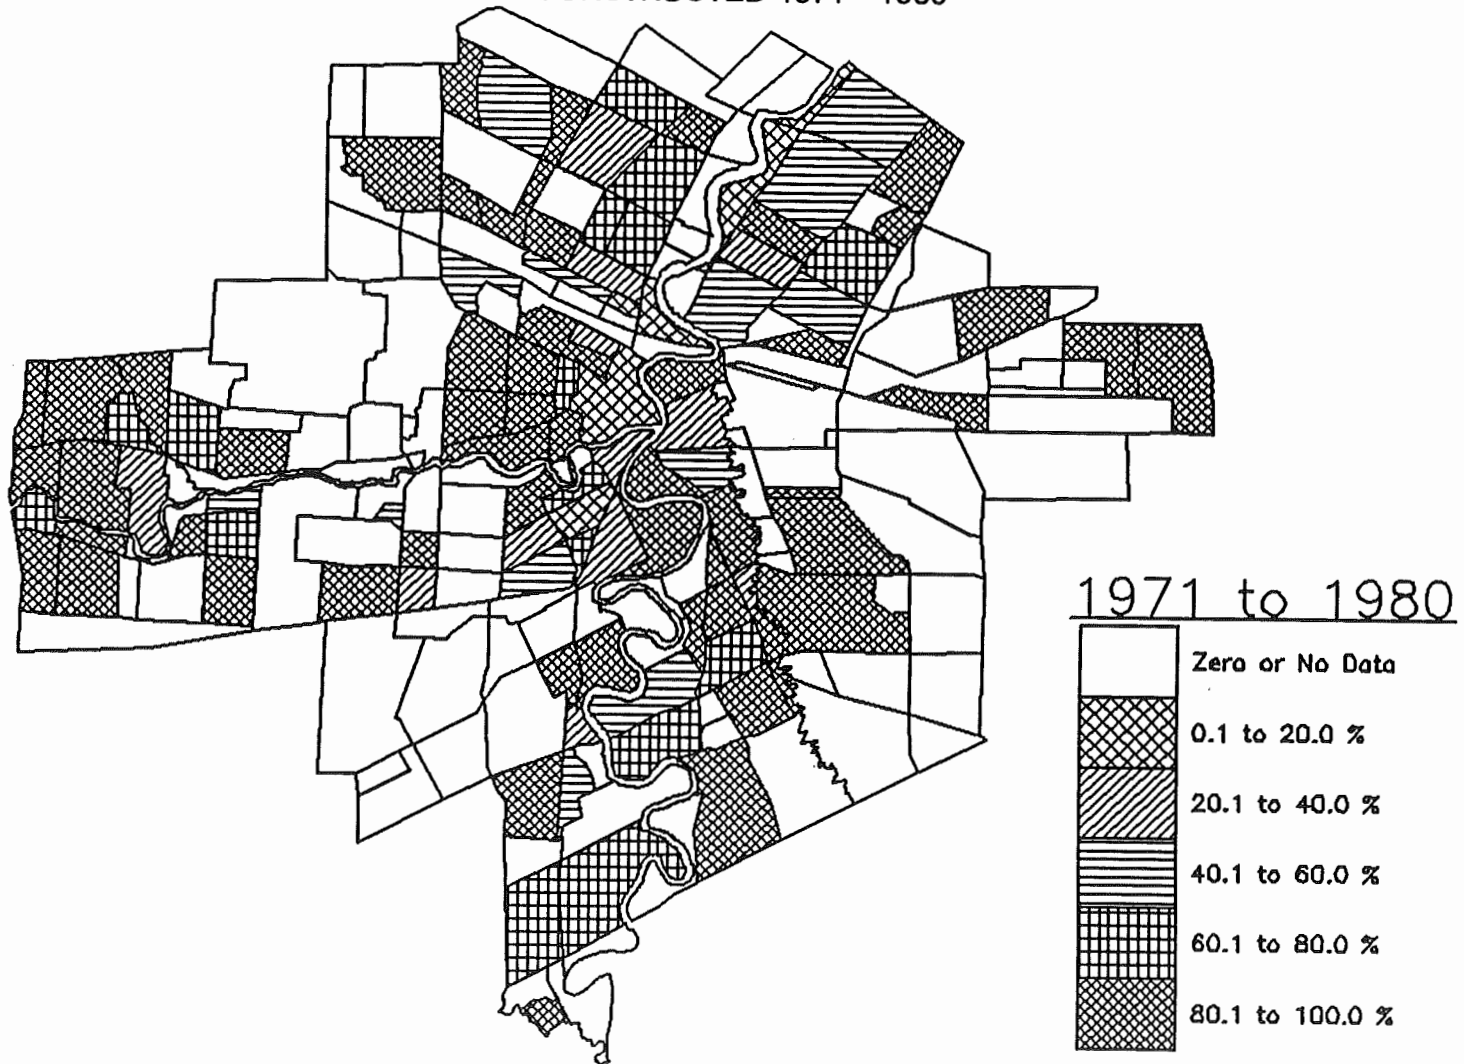 1971 to 1980
Zero or No Data
0.1 to 20.0 %
20.1 to 40.0 %
40.1 to 60.0 %
60.1 to 80.0 %
80.1 to 100.0 %